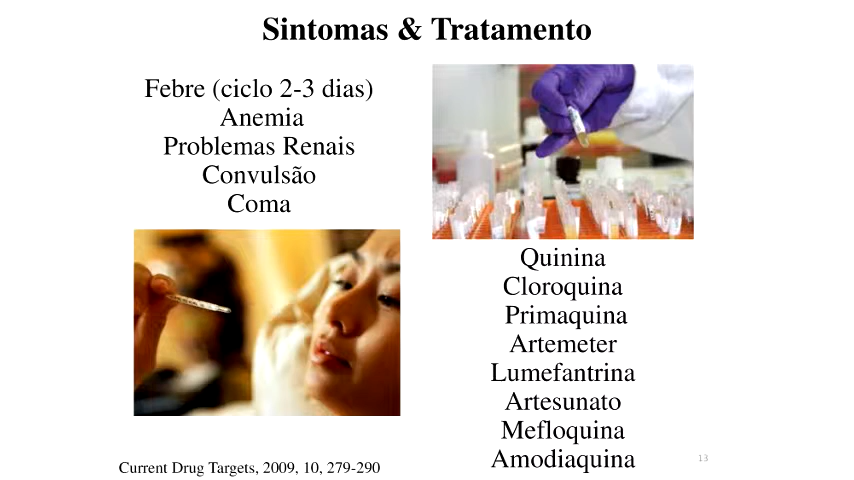 Sintomas & Tratamento
Febre (ciclo 2-3 dias)
Anemia
Problemas Renais
Convulsão
Coma
Quinina
Cloroquina
Primaquina
Artemeter
Lumefantrina
Artesunato
Mefloquina
Amodiaquina
Current Drug Targets, 2009, 10, 279-290
13